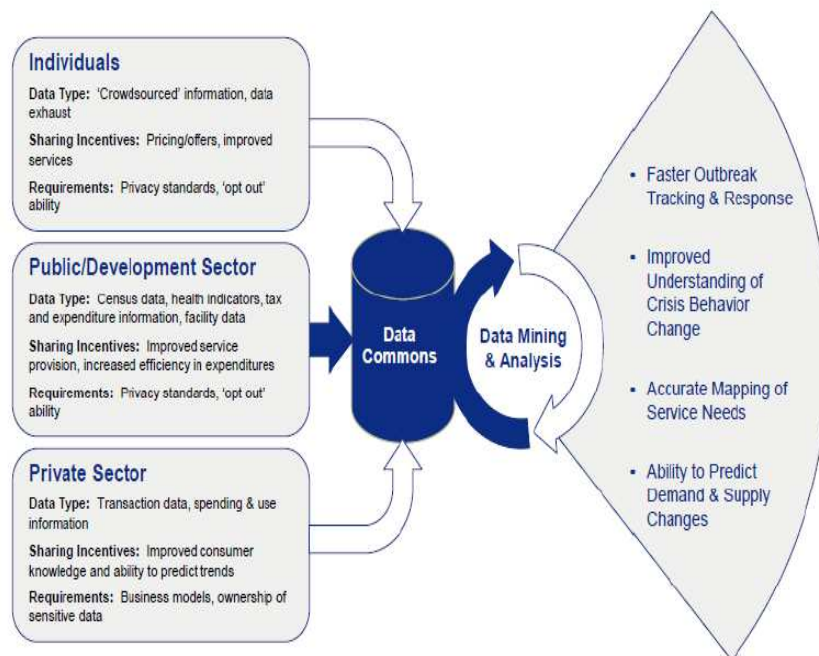 Individuals
Data Type: 'Crowdsourced' information, data
exhaust
Sharing Incentives: Pricing/offers, improved
services
Requirements: Privacy standards, 'opt out'
ability
Public/Development Sector
Data Type: Census data, health indicators, tax
and expenditure information, facility data
Sharing Incentives: Improved service
provision, increased efficiency in expenditures
Requirements: Privacy standards, 'opt out'
ability
Private Sector
Data Type: Transaction data, spending & use
information
Sharing Incentives: Improved consumer
knowledge and ability to predict trends
Requirements: Business models, ownership of
sensitive data
Data
Commons
Data Mining
& Analysis
▪ Faster Outbreak
Tracking & Response
▪ Improved
Understanding of
Crisis Behavior
Change
▪ Accurate Mapping of
Service Needs
▪ Ability to Predict
Demand & Supply
Changes